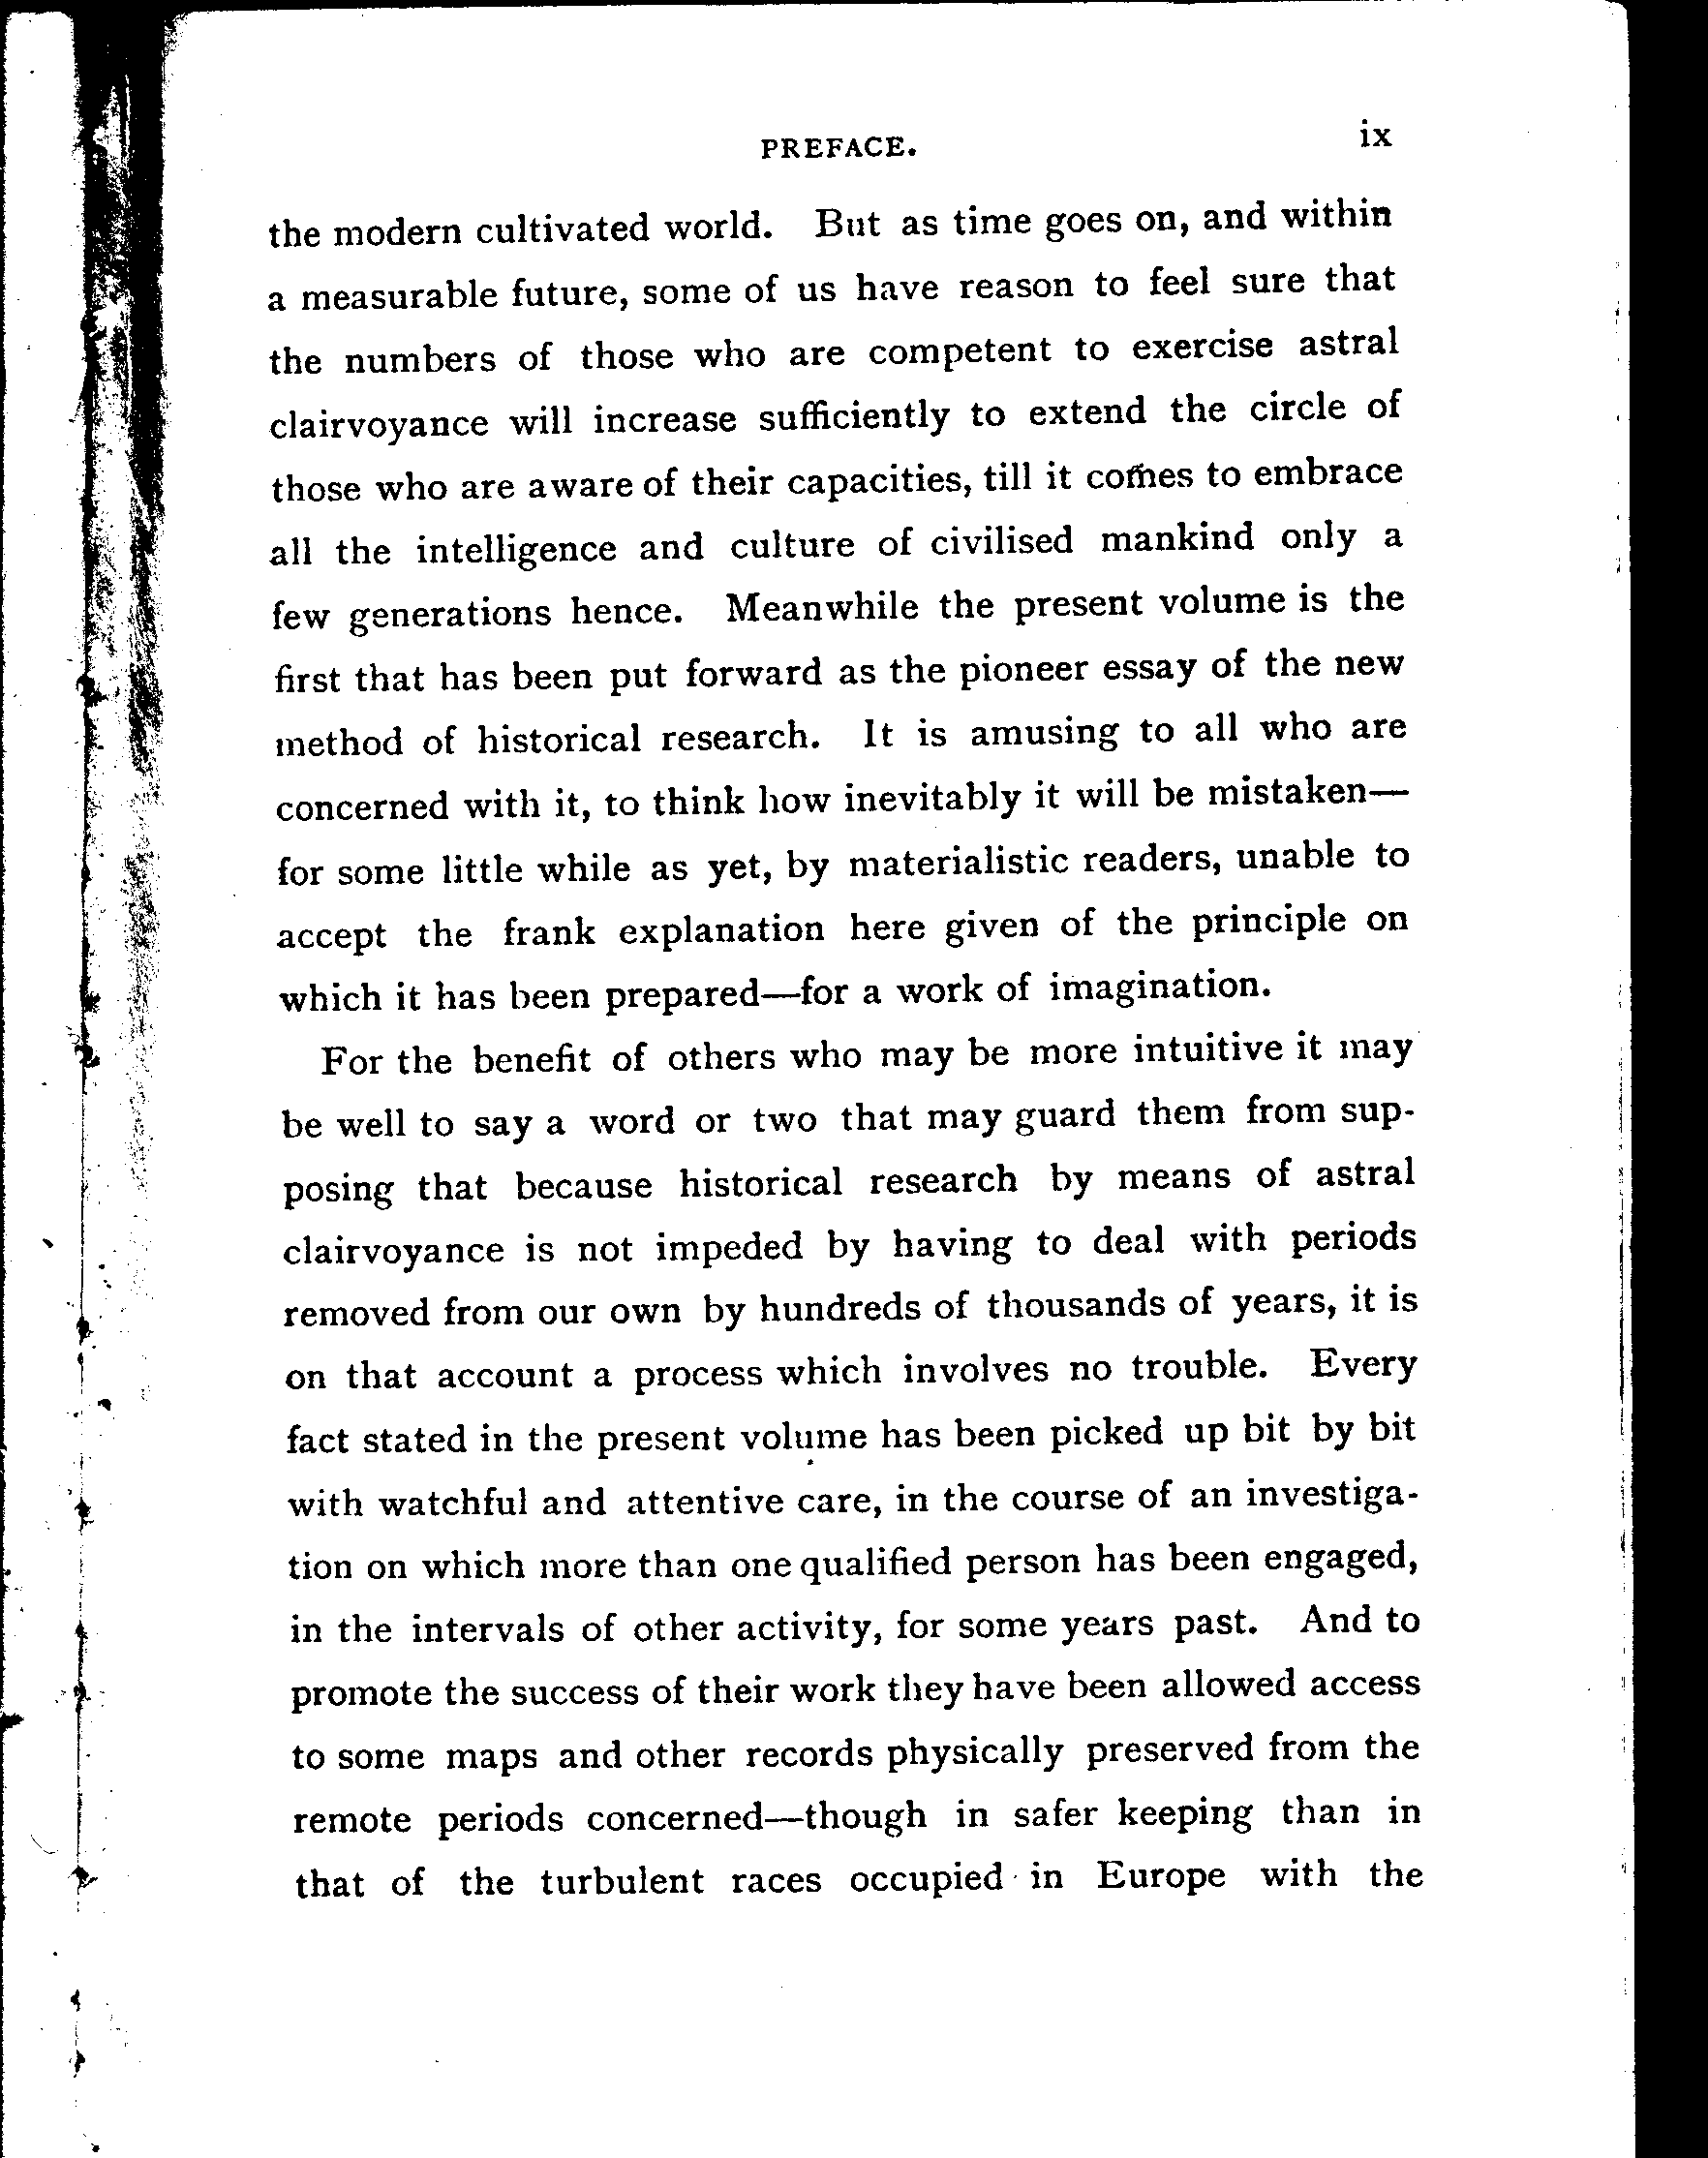 PREFACE. ix
the modern cultivated world. But as time goes on, and within
a measurable future, some of us have reason to feel sure that
the numbers of those who are competent to exercise astral
clairvoyance will increase sufficiently to extend the circle of
those who are aware of their capacities, till it comes to embrace
all the intelligence and culture of civilised mankind only a
few generations hence. Meanwhile the present volume is the
first that has been put forward as the pioneer essay of the new
method of historical research. It is amusing to all who are
concerned with it, to think how inevitably it will be mistaken—
for some little while as yet, by materialistic readers, unable to
accept the frank explanation here given of the principle on
which it has been prepared—for a work of imagination.
For the benefit of others who may be more intuitive it may
be well to say a word or two that may guard them from sup-
posing that because historical research by means of astral
clairvoyance is not impeded by having to deal with periods
removed from our own by hundreds of thousands of years, it is
on that account a process which involves no trouble. Every
fact stated in the present volume has been picked up bit by bit
with watchful and attentive care, in the course of an investiga-
tion on which more than one qualified person has been engaged,
in the intervals of other activity, for some years past. And to
promote the success of their work they have been allowed access
to some maps and other records physically preserved from the
remote periods concerned—though in safer keeping than in
that of the turbulent races occupied in Europe with the